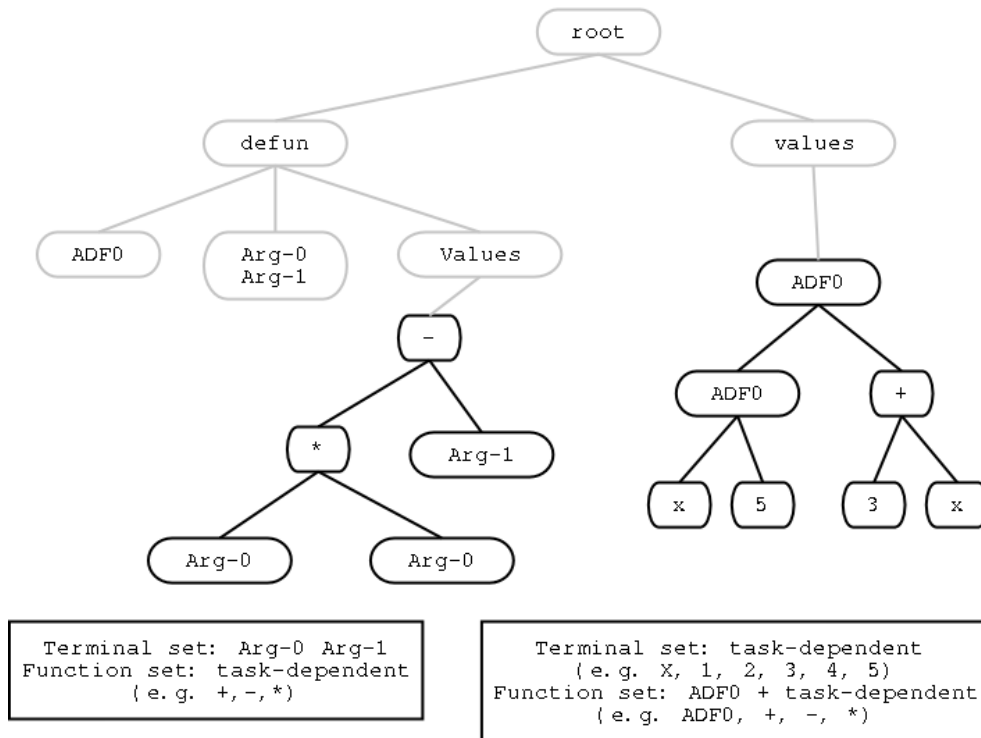 root
defun
values
ADF0
Arg-0
Arg-1
Values
ADF0
-
ADF0
+
*
Arg-1
x
5
3
x
Arg-0
Arg-0
Terminal set: Arg-0 Arg-1
Function set: task-dependent
(e.g. +,-,*)
Terminal set: task-dependent
(e.g. X, 1, 2, 3, 4, 5)
Function set: ADF0 + task-dependent
(e.g. ADF0, +, -, *)